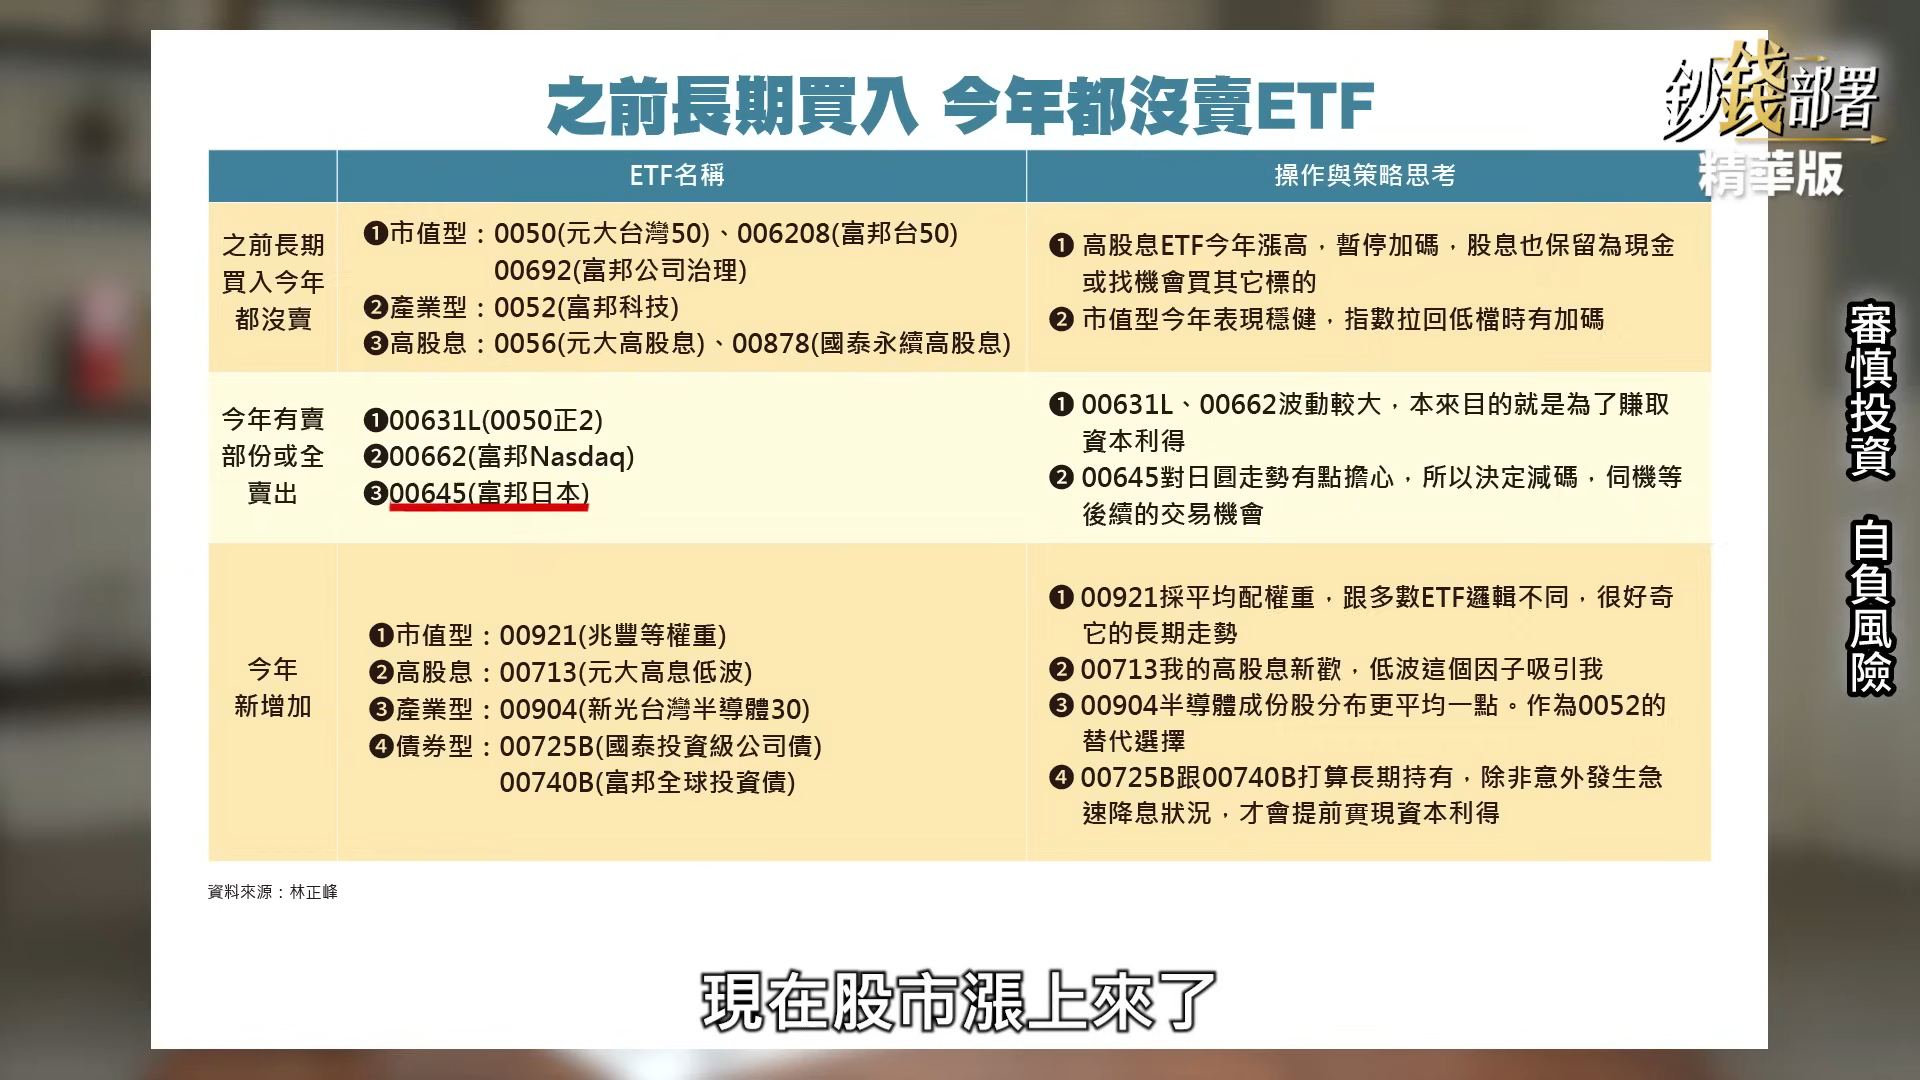 之前長期買入 今年都沒賣ETF
鈔錢部署
精華版
ETF名稱
操作與策略思考
之前長期
買入今年
都沒賣
❶市值型：0050(元大台灣50)、006208(富邦台50)
00692(富邦公司治理)
❷產業型：0052(富邦科技)
❸高股息：0056(元大高股息)、00878(國泰永續高股息)
❶ 高股息ETF今年漲高，暫停加碼，股息也保留為現金
或找機會買其它標的
❷ 市值型今年表現穩健，指數拉回低檔時有加碼
今年有賣
部份或全
賣出
❶00631L(0050正2)
❷00662(富邦Nasdaq)
❸00645(富邦日本)
❶ 00631L、00662波動較大，本來目的就是為了賺取
資本利得
❷ 00645對日圓走勢有點擔心，所以決定減碼，伺機等
後續的交易機會
今年
新增加
❶市值型：00921(兆豐等權重)
❷高股息：00713(元大高息低波)
❸產業型：00904(新光台灣半導體30)
❹債券型：00725B(國泰投資級公司債)
00740B(富邦全球投資債)
❶ 00921採平均配權重，跟多數ETF邏輯不同，很好奇
它的長期走勢
❷ 00713我的高股息新歡，低波這個因子吸引我
❸ 00904半導體成份股分布更平均一點。作為0052的
替代選擇
❹ 00725B跟00740B打算長期持有，除非意外發生急
速降息狀況，才會提前實現資本利得
資料來源：林正峰
審慎投資 自負風險
現在股市漲上來了